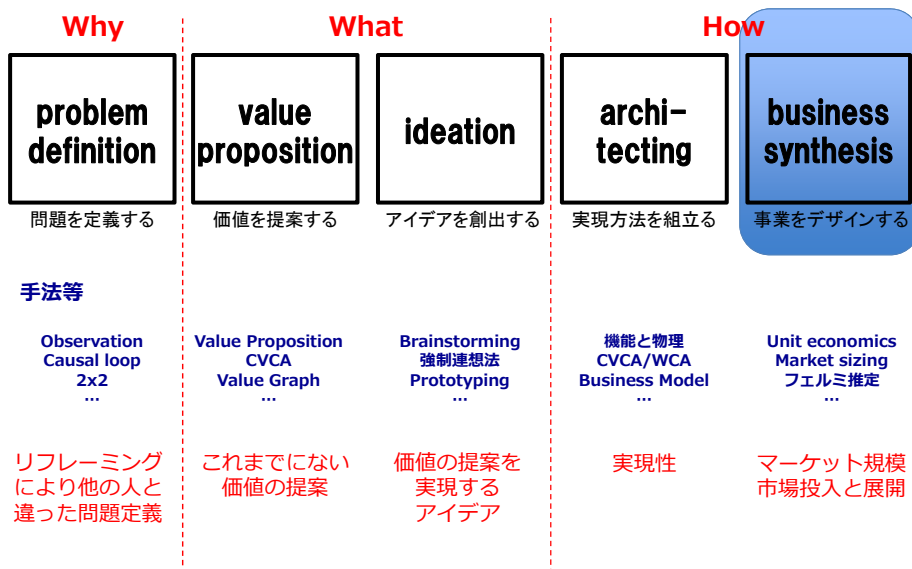 Why
What
How
problem
definition
value
proposition
ideation
archi-
tecting
business
synthesis
問題を定義する
価値を提案する
アイデアを創出する
実現方法を組立る
事業をデザインする
手法等
Observation
Causal loop
2x2
…
Value Proposition
CVCA
Value Graph
…
Brainstorming
強制連想法
Prototyping
…
機能と物理
CVCA/WCA
Business Model
…
Unit economics
Market sizing
フェルミ推定
…
リフレーミング
により他の人と
違った問題定義
これまでにない
価値の提案
価値の提案を
実現する
アイデア
実現性
マーケット規模
市場投入と展開